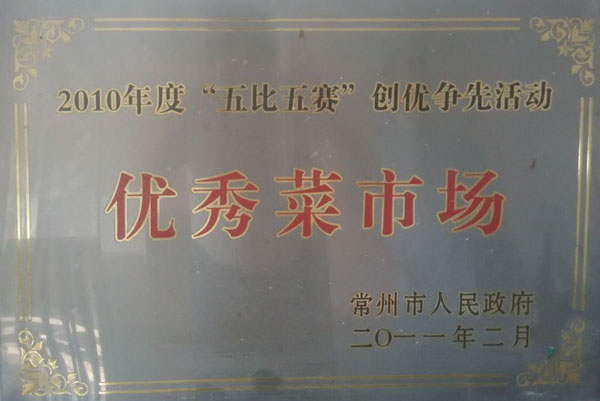 2010年度“五比五赛”创优争先活动
优秀菜市场
常州市人民政府
二〇一一年二月